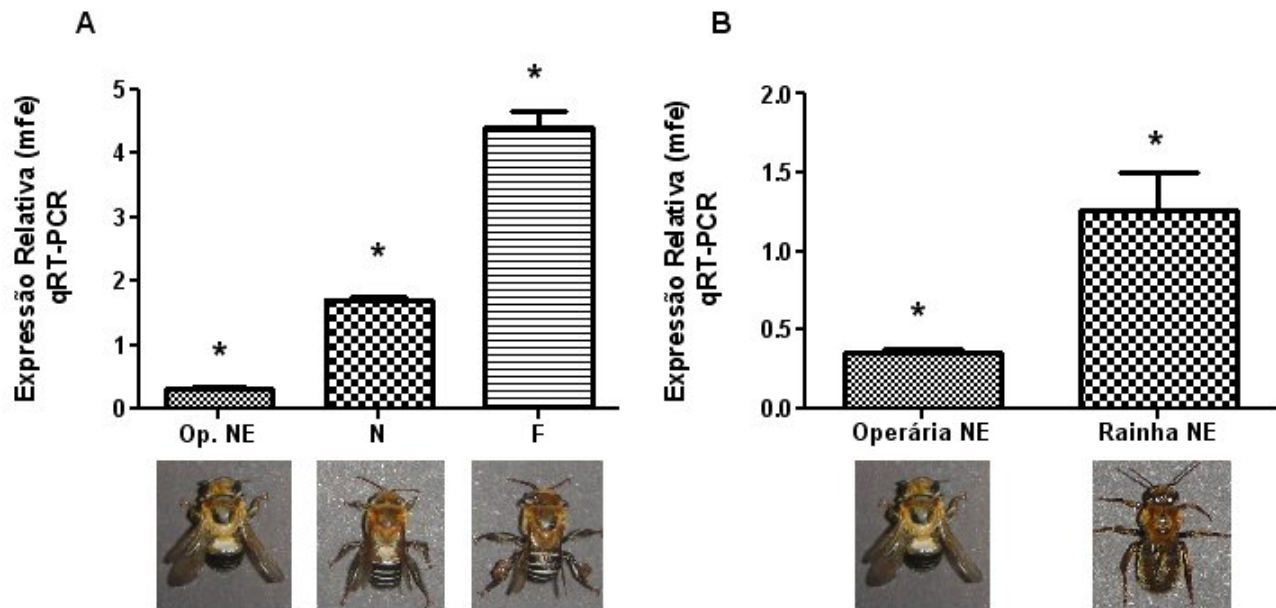 A
Expressão Relativa (mfe)
qRT-PCR
5
4
3
2
1
0
*
*
*
Op. NE
N
F
B
Expressão Relativa (mfe)
qRT-PCR
2.0
1.5
1.0
0.5
0.0
*
*
Operária NE
Rainha NE